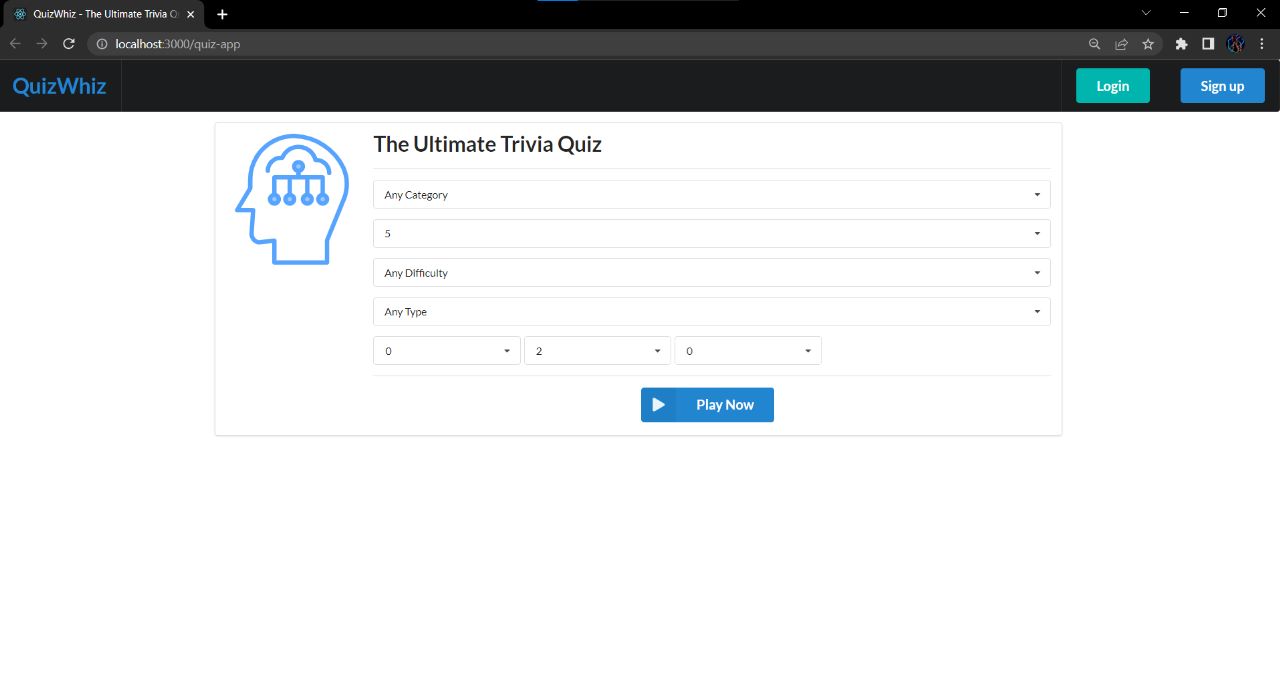 QuizWhiz - The Ultimate Trivia Q
localhost:3000/quiz-app
QuizWhiz
Login
Sign up
The Ultimate Trivia Quiz
Any Category
5
Any Difficulty
Any Type
0 2 0
Play Now